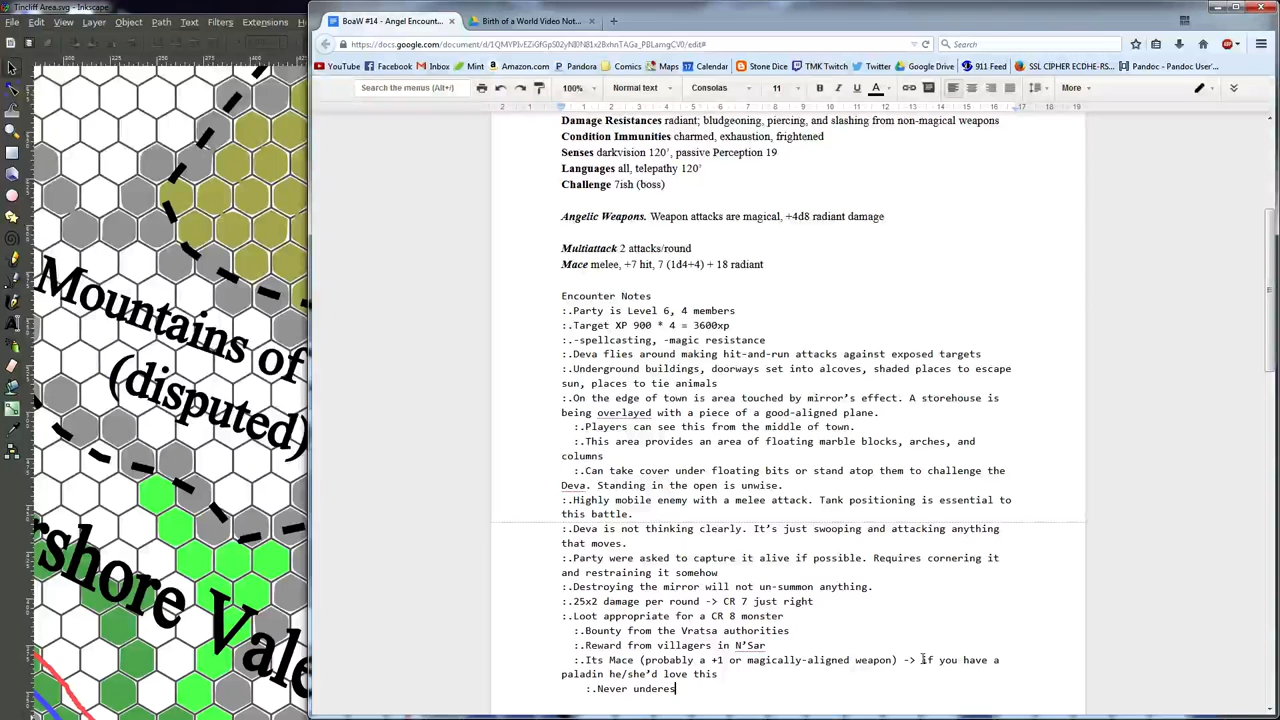 Tincliff Area.svg - Inkscape
File Edit View Layer Object Path Text Filters Extensions
BoaW #14 - Angel Encount...
Birth of a World Video Not...
https://docs.google.com/document/d/
Search
YouTube Facebook Inbox Mint Amazon.com Pandora Comics Maps Calendar Blogger Stone Dice TMK Twitch Twitter Google Drive 911 Feed SSL CIPHER ECDHE-RS... Pandoc - Pandoc User'...
Search the menus (Alt+/) 100% Normal text Consolas 11 B I U A More
Damage Resistances radiant; bludgeoning, piercing, and slashing from non-magical weapons
Condition Immunities charmed, exhaustion, frightened
Senses darkvision 120', passive Perception 19
Languages all, telepathy 120'
Challenge 7ish (boss)
Angelic Weapons. Weapon attacks are magical, +4d8 radiant damage
Multiattack 2 attacks/round
Mace melee, +7 hit, 7 (1d4+4) + 18 radiant
Encounter Notes
:.Party is Level 6, 4 members
:.Target XP 900 * 4 = 3600xp
:.-spellcasting, -magic resistance
:.Deva flies around making hit-and-run attacks against exposed targets
:.Underground buildings, doorways set into alcoves, shaded places to escape
sun, places to tie animals
:.On the edge of town is area touched by mirror's effect. A storehouse is
being overlayed with a piece of a good-aligned plane.
:.Players can see this from the middle of town.
:.This area provides an area of floating marble blocks, arches, and
columns
:.Can take cover under floating bits or stand atop them to challenge the
Deva. Standing in the open is unwise.
:.Highly mobile enemy with a melee attack. Tank positioning is essential to
this battle.
:.Deva is not thinking clearly. It's just swooping and attacking anything
that moves.
:.Party were asked to capture it alive if possible. Requires cornering it
and restraining it somehow
:.Destroying the mirror will not un-summon anything.
:.25x2 damage per round -> CR 7 just right
:.Loot appropriate for a CR 8 monster
:.Bounty from the Vratsa authorities
:.Reward from villagers in N'Sar
:.Its Mace (probably a +1 or magically-aligned weapon) -> if you have a
paladin he/she'd love this
:.Never underes
Mountains of
(disputed)
rshore Vale